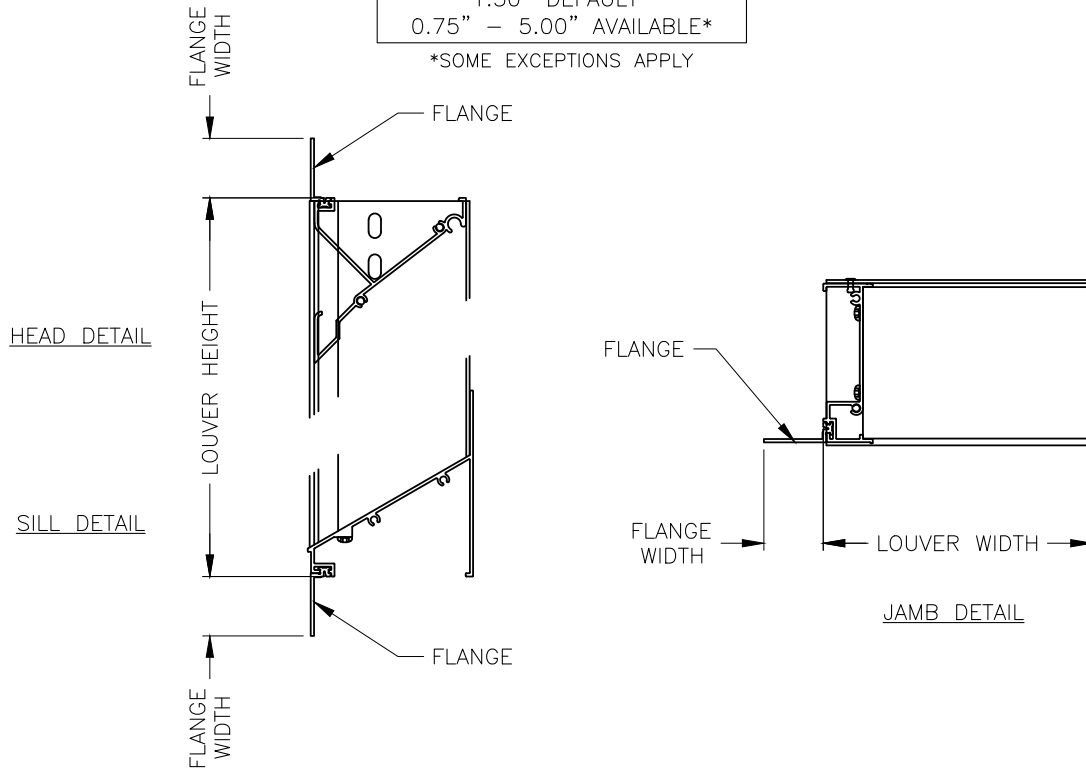 1.50" DEFAULT
0.75" – 5.00" AVAILABLE*
*SOME EXCEPTIONS APPLY
FLANGE
WIDTH
FLANGE
HEAD DETAIL
LOUVER HEIGHT
SILL DETAIL
FLANGE
FLANGE
WIDTH
FLANGE
FLANGE
WIDTH
LOUVER WIDTH
JAMB DETAIL